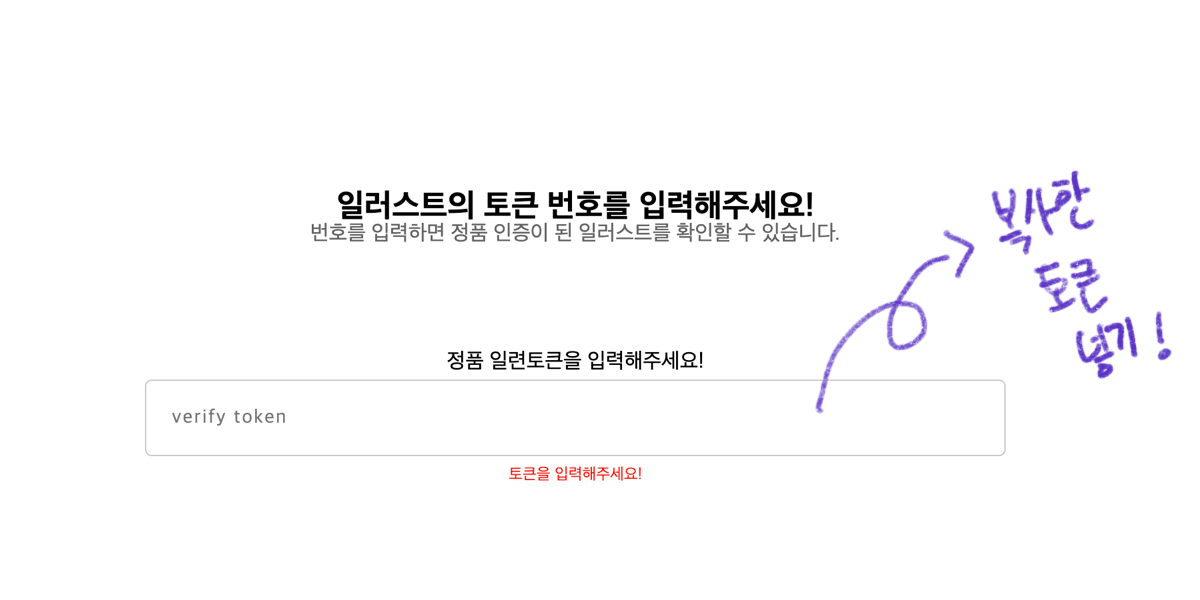 일러스트의 토큰 번호를 입력해주세요!
번호를 입력하면 정품 인증이 된 일러스트를 확인할 수 있습니다.
복사한
토큰
넣기!
정품 일련토큰을 입력해주세요!
verify token
토큰을 입력해주세요!